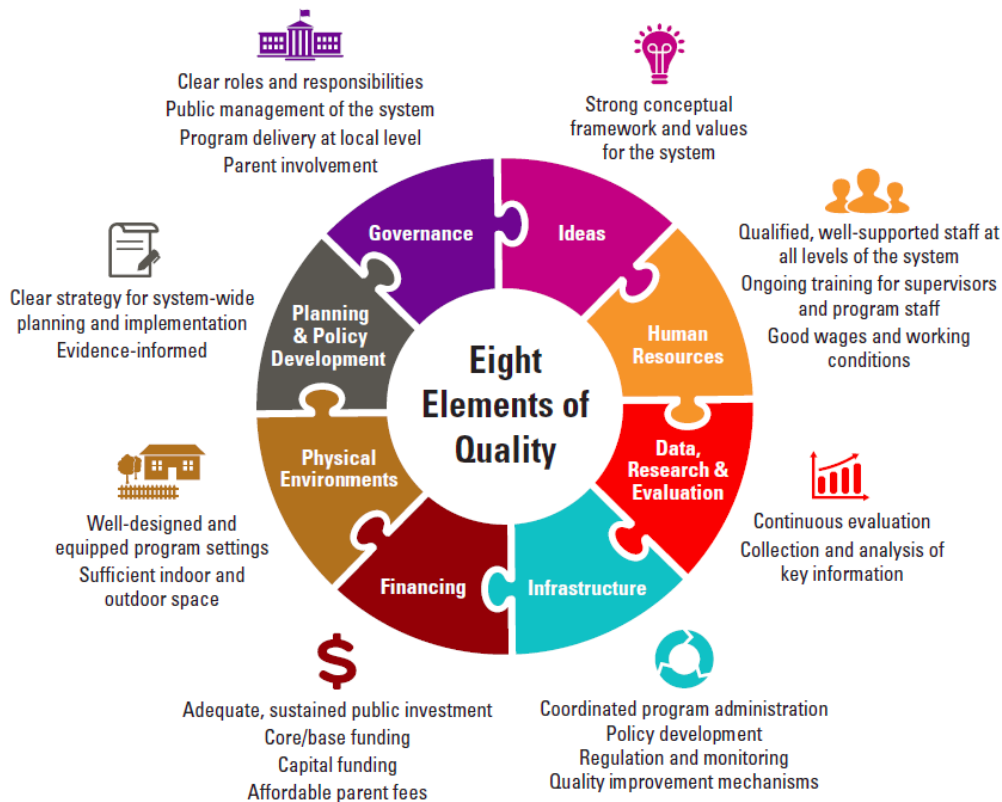 Clear roles and responsibilities
Public management of the system
Program delivery at local level
Parent involvement
Strong conceptual
framework and values
for the system
Qualified, well-supported staff at
all levels of the system
Ongoing training for supervisors
and program staff
Good wages and working
conditions
Clear strategy for system-wide
planning and implementation
Evidence-informed
Governance
Ideas
Planning
& Policy
Development
Human
Resources
Eight
Elements of
Quality
Physical
Environments
Data,
Research &
Evaluation
Financing
Infrastructure
Well-designed and
equipped program settings
Sufficient indoor and
outdoor space
Continuous evaluation
Collection and analysis of
key information
$
Adequate, sustained public investment
Core/base funding
Capital funding
Affordable parent fees
Coordinated program administration
Policy development
Regulation and monitoring
Quality improvement mechanisms